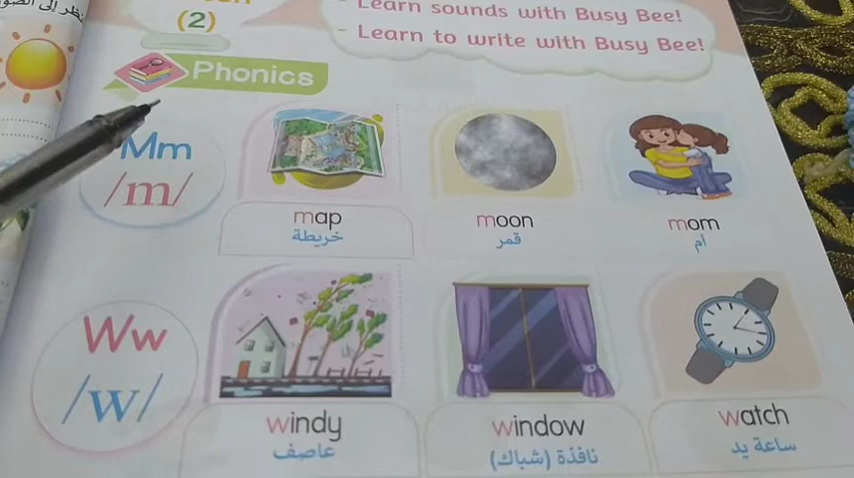 (2)
- Learn sounds with Busy Bee!
- Learn to write with Busy Bee!
Phonics
Mm
/m/
map
خريطة
moon
قمر
mom
أم
Ww
/w/
windy
عاصف
window
نافذة (شباك)
watch
ساعة يد